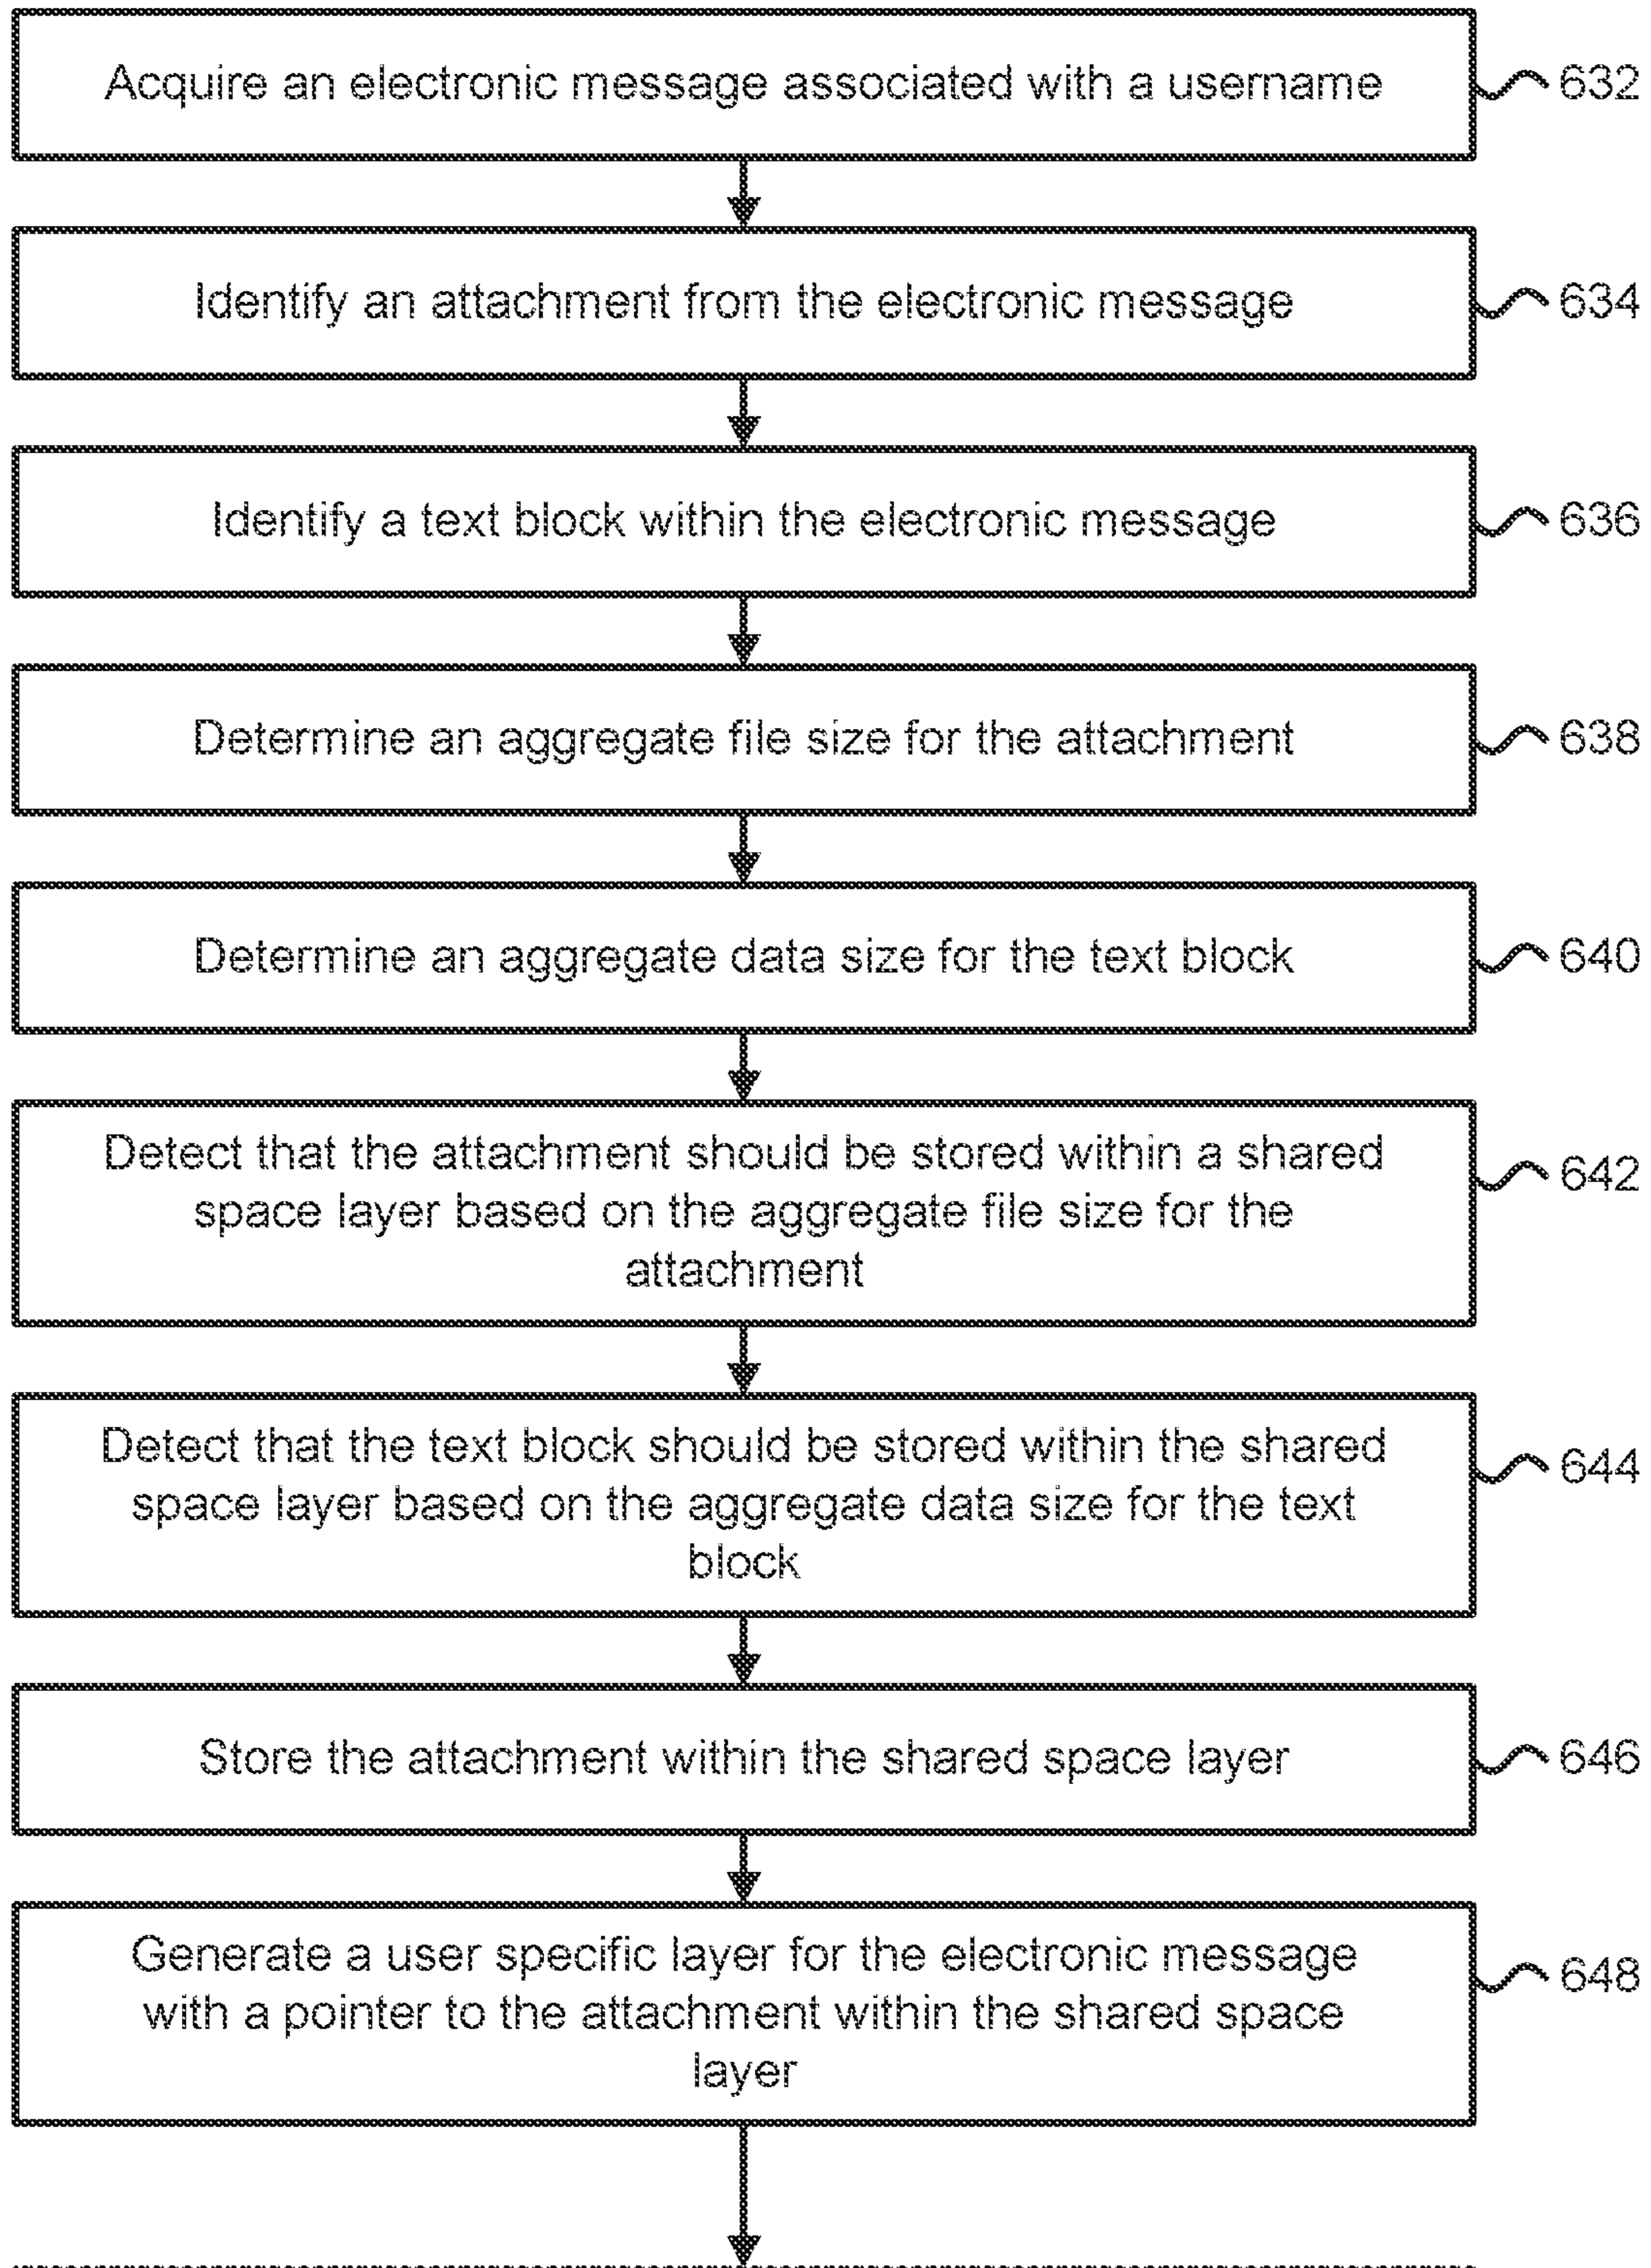 Acquire an electronic message associated with a username
632
Identify an attachment from the electronic message
634
Identify a text block within the electronic message
636
Determine an aggregate file size for the attachment
638
Determine an aggregate data size for the text block
640
Detect that the attachment should be stored within a shared
space layer based on the aggregate file size for the
attachment
642
Detect that the text block should be stored within the shared
space layer based on the aggregate data size for the text
block
644
Store the attachment within the shared space layer
646
Generate a user specific layer for the electronic message
with a pointer to the attachment within the shared space
layer
648